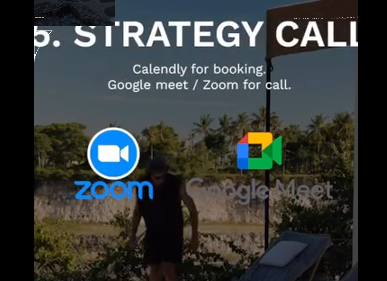 5. STRATEGY CALL
Calendly for booking.
Google meet / Zoom for call.
zoom
Google Meet